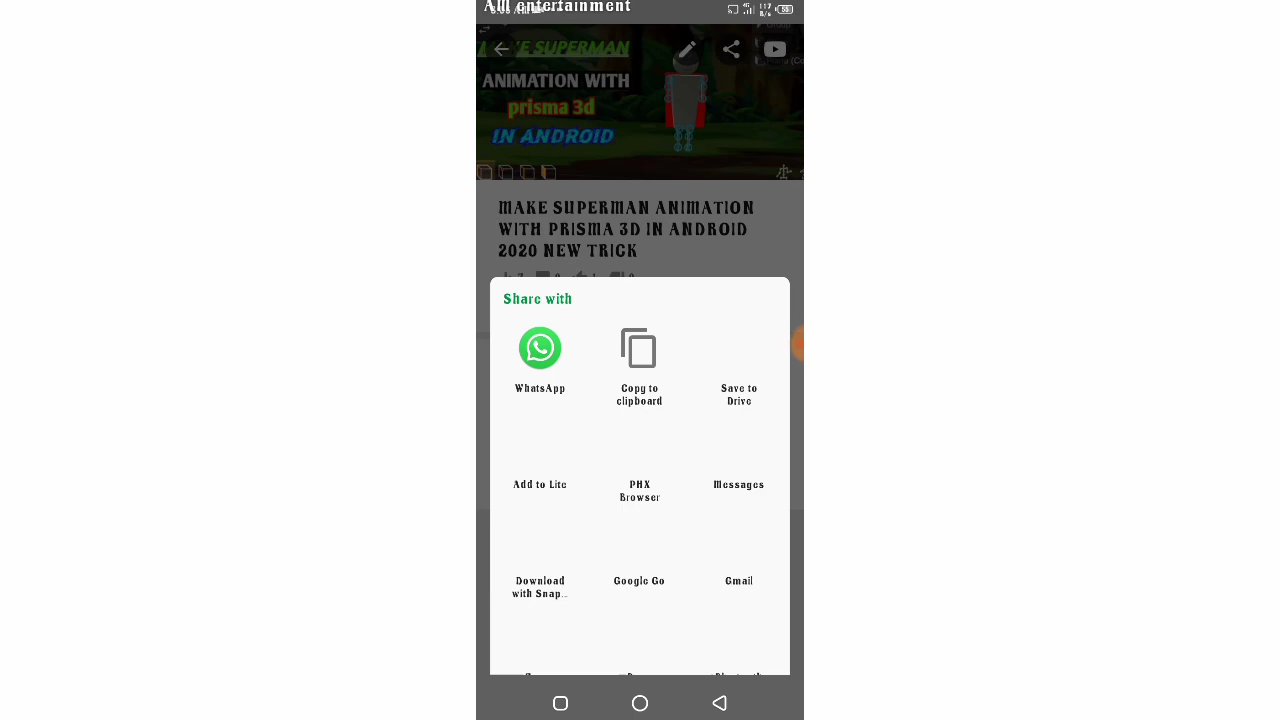 AM entertainment
MAKE SUPERMAN
ANIMATION WITH
prisma 3d
IN ANDROID
MAKE SUPERMAN ANIMATION
WITH PRISMA 3D IN ANDROID
2020 NEW TRICK
Share with
WhatsApp
Copy to
clipboard
Save to
Drive
Add to Lite
PHX
Browser
Messages
Download
with Snap...
Google Go
Gmail